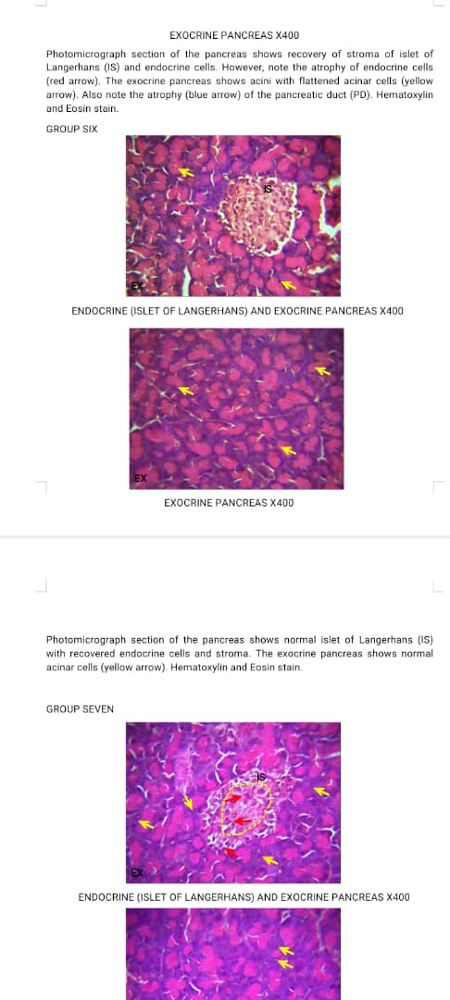 EXOCRINE PANCREAS X400
Photomicrograph section of the pancreas shows recovery of stroma of islet of
Langerhans (IS) and endocrine cells. However, note the atrophy of endocrine cells
(red arrow). The exocrine pancreas shows acini with flattened acinar cells (yellow
arrow). Also note the atrophy (blue arrow) of the pancreatic duct (PD). Hematoxylin
and Eosin stain.
GROUP SIX
IS
EX
ENDOCRINE (ISLET OF LANGERHANS) AND EXOCRINE PANCREAS X400
EX
EXOCRINE PANCREAS X400
Photomicrograph section of the pancreas shows normal islet of Langerhans (IS)
with recovered endocrine cells and stroma. The exocrine pancreas shows normal
acinar cells (yellow arrow). Hematoxylin and Eosin stain.
GROUP SEVEN
IS
EX
ENDOCRINE (ISLET OF LANGERHANS) AND EXOCRINE PANCREAS X400